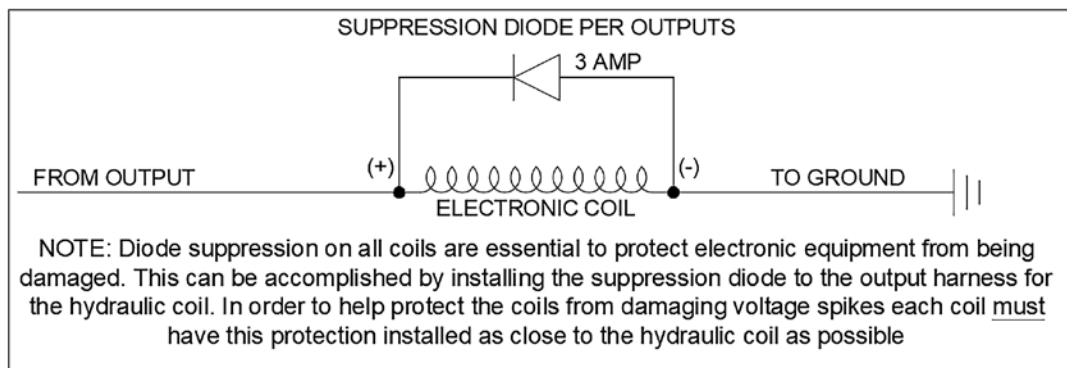 SUPPRESSION DIODE PER OUTPUTS
3 AMP
(+)
(-)
FROM OUTPUT
TO GROUND
ELECTRONIC COIL
NOTE: Diode suppression on all coils are essential to protect electronic equipment from being
damaged. This can be accomplished by installing the suppression diode to the output harness for
the hydraulic coil. In order to help protect the coils from damaging voltage spikes each coil must
have this protection installed as close to the hydraulic coil as possible